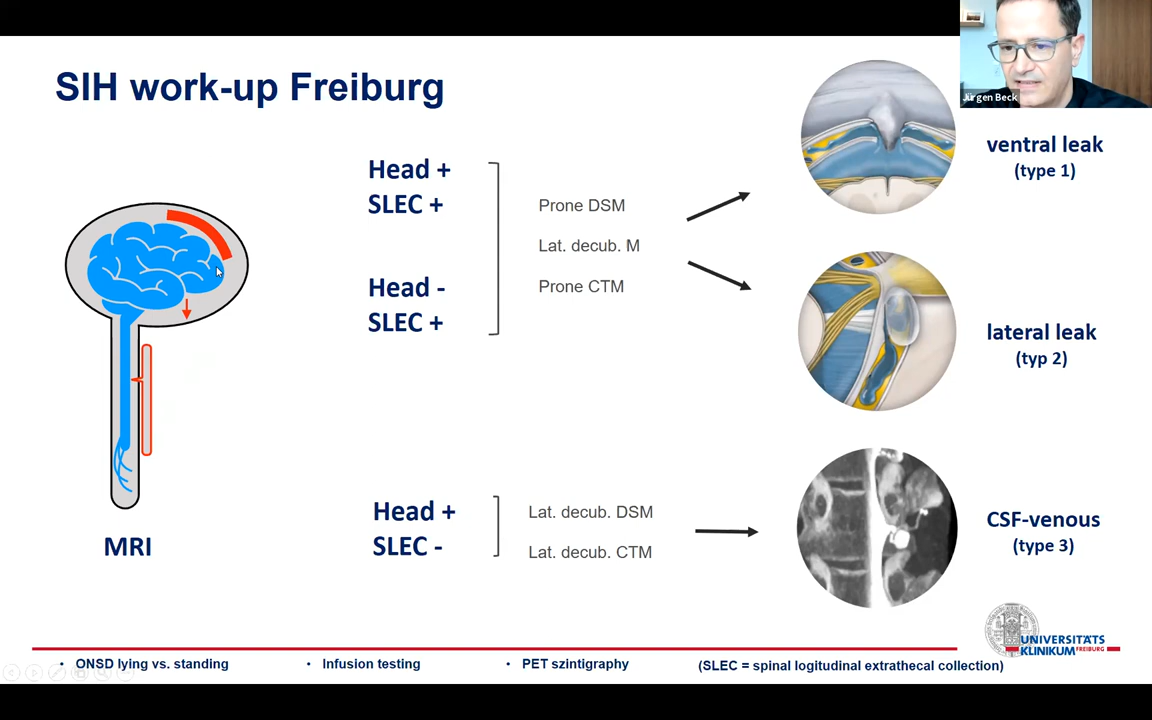 Jürgen Beck
SIH work-up Freiburg
Head +
SLEC +
Head -
SLEC +
Prone DSM
Lat. decub. M
Prone CTM
ventral leak
(type 1)
lateral leak
(typ 2)
Head +
SLEC -
Lat. decub. DSM
Lat. decub. CTM
CSF-venous
(type 3)
MRI
UNIVERSITÄTS
KLINIKUM FREIBURG
• ONSD lying vs. standing
• Infusion testing
• PET szintigraphy
(SLEC = spinal logitudinal extrathecal collection)